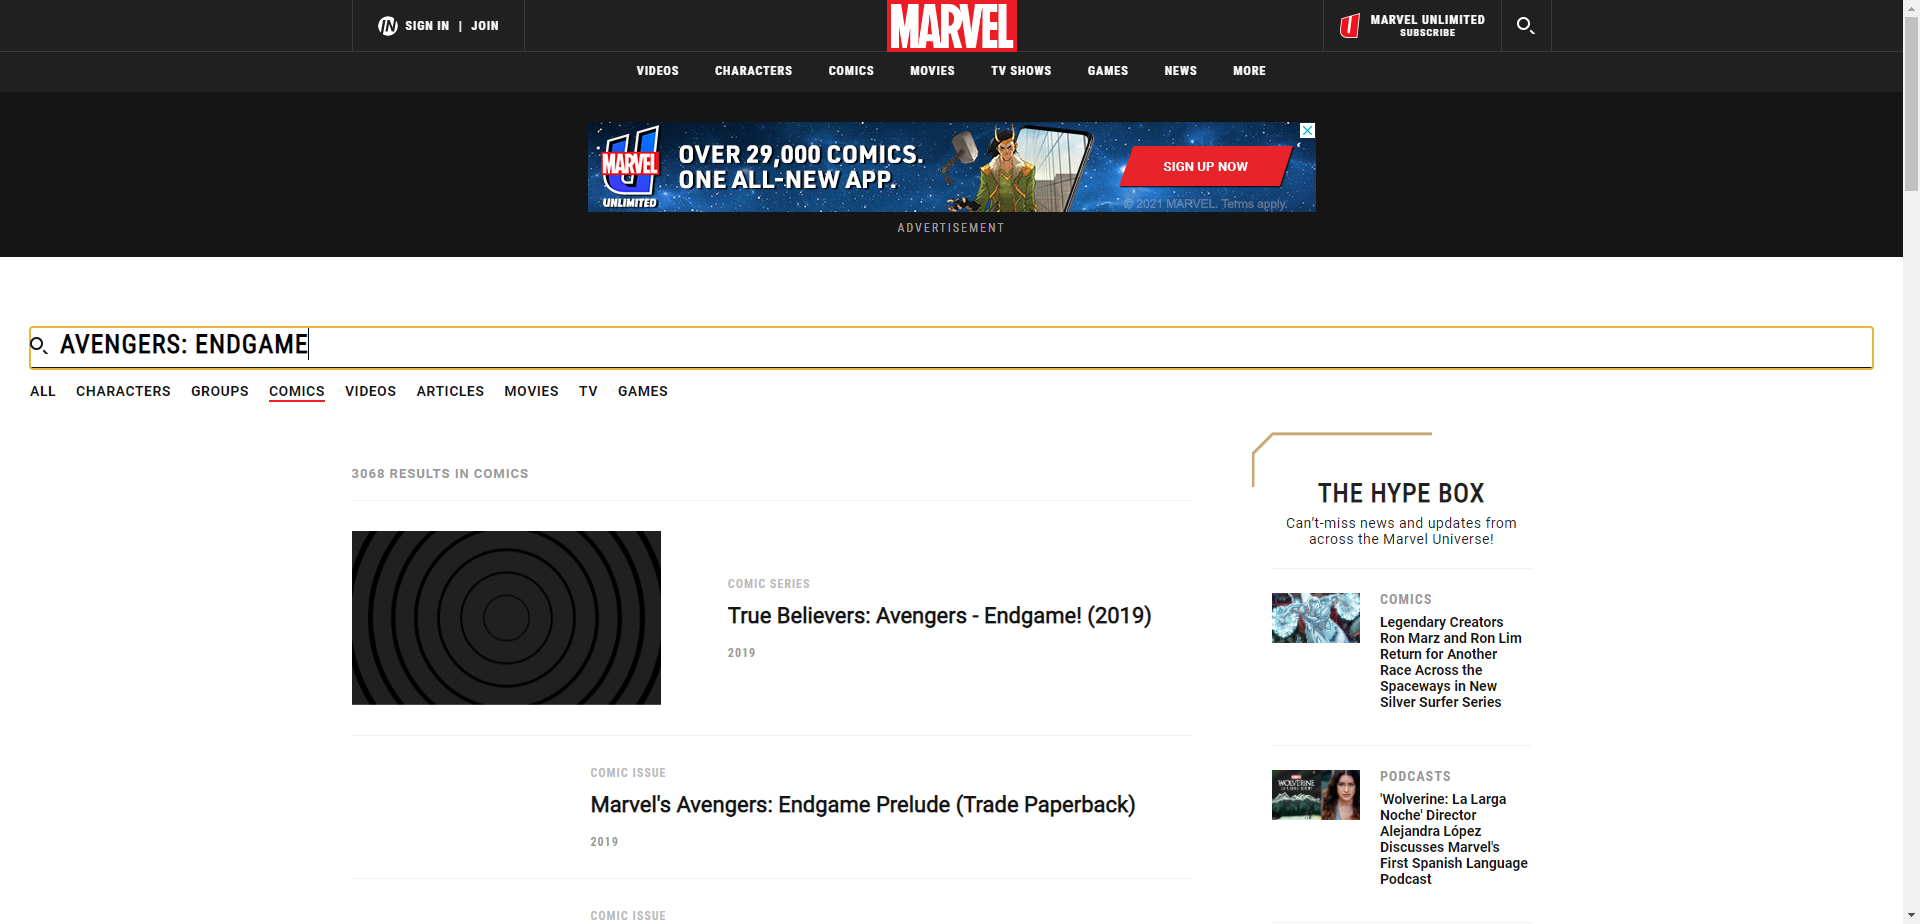 IN SIGN IN | JOIN
MARVEL
MARVEL UNLIMITED
SUBSCRIBE
VIDEOS CHARACTERS COMICS MOVIES TV SHOWS GAMES NEWS MORE
MARVEL
UNLIMITED
OVER 29,000 COMICS.
ONE ALL-NEW APP.
SIGN UP NOW
© 2021 MARVEL. Terms apply.
ADVERTISEMENT
AVENGERS: ENDGAME
ALL CHARACTERS GROUPS COMICS VIDEOS ARTICLES MOVIES TV GAMES
3068 RESULTS IN COMICS
COMIC SERIES
True Believers: Avengers - Endgame! (2019)
2019
COMIC ISSUE
Marvel's Avengers: Endgame Prelude (Trade Paperback)
2019
COMIC ISSUE
THE HYPE BOX
Can't-miss news and updates from
across the Marvel Universe!
COMICS
Legendary Creators
Ron Marz and Ron Lim
Return for Another
Race Across the
Spaceways in New
Silver Surfer Series
WOLVERINE
PODCASTS
'Wolverine: La Larga
Noche' Director
Alejandra López
Discusses Marvel's
First Spanish Language
Podcast